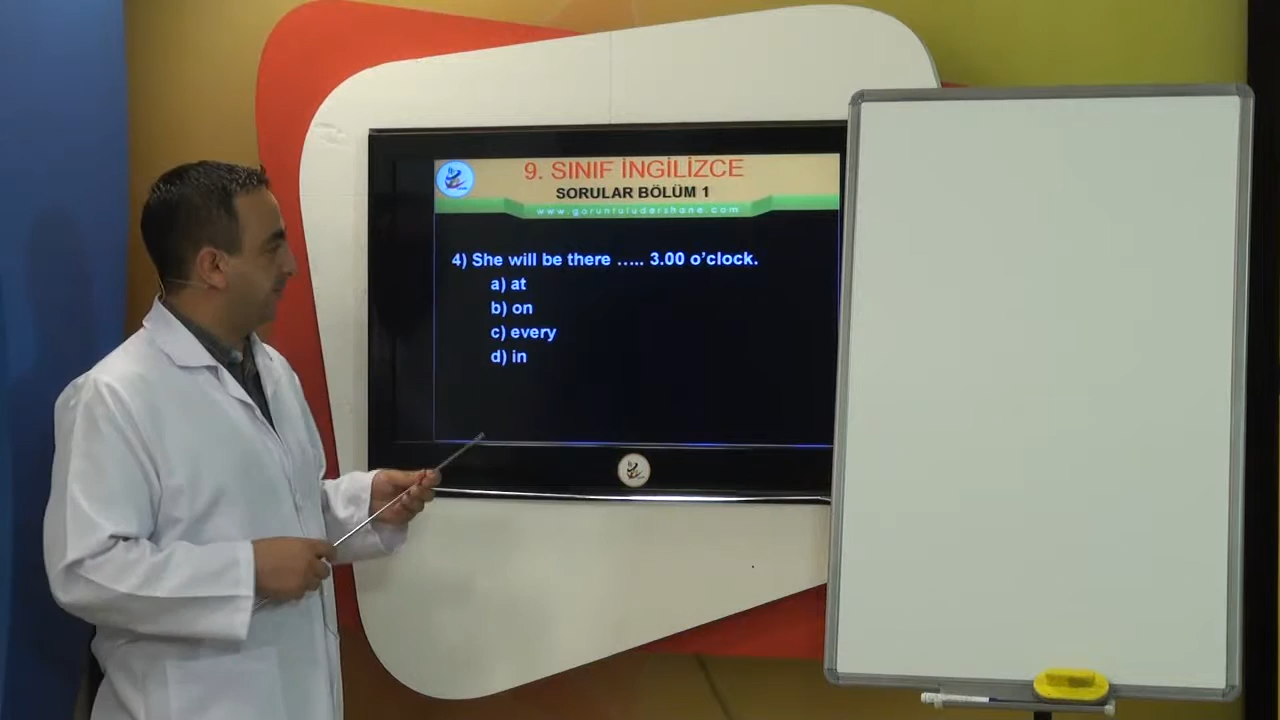 9. SINIF İNGİLİZCE
SORULAR BÖLÜM 1
www.goruntuludershane.com
4) She will be there ..... 3.00 o'clock.
a) at
b) on
c) every
d) in